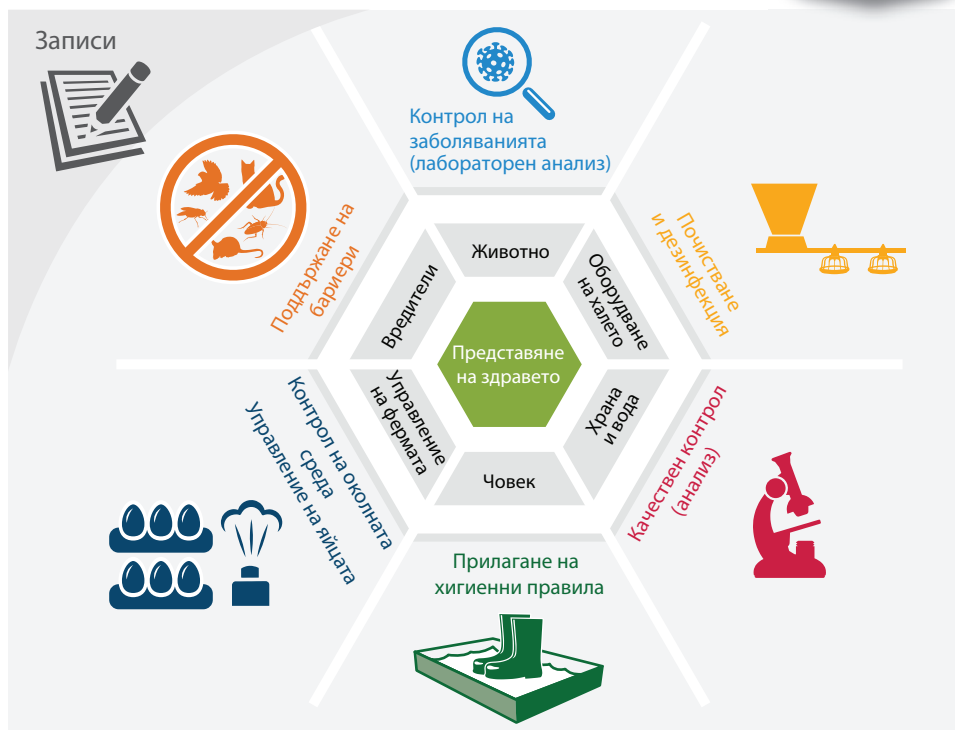 Записи
Контрол на
заболяванията
(лабораторен анализ)
Поддържане на
бариери
Почистване
и дезинфекция
Животно
Вредители
Оборудване
на халето
Представяне
на здравето
Управление
на фермата
Храна
и вода
Човек
Контрол на околната
среда
Управление на яйцата
Качествен контрол
(анализ)
Прилагане на
хигиенни правила